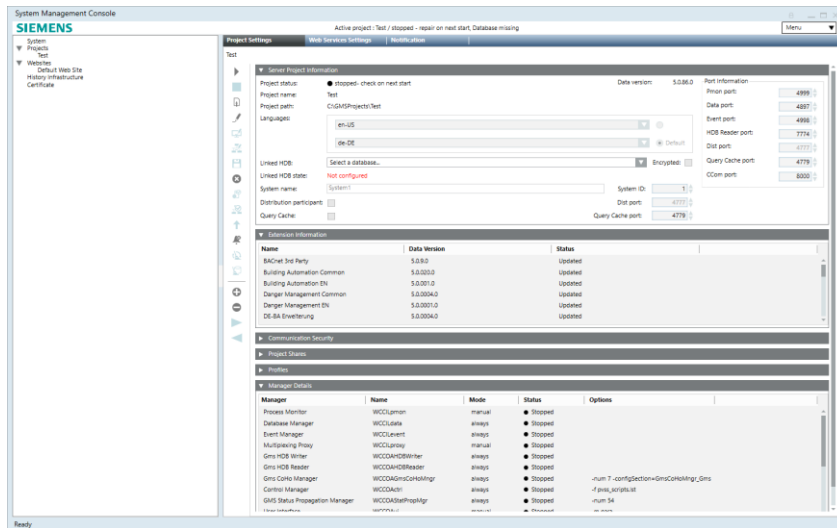 System Management Console
SIEMENS
Active project : Test / stopped - repair on next start, Database missing
Menu
System
Projects
Test
Websites
Default Web Site
History Infrastructure
Certificate
Project Settings Web Services Settings Notification
Test
Server Project Information
Project status: stopped- check on next start Data version: 5.0.86.0
Project name: Test
Project path: C:\GMSProjects\Test
Languages: en-US
de-DE Default
Linked HDB: Select a database... Encrypted:
Linked HDB state: Not configured
System name: System1 System ID: 1
Distribution participant: Dist port: 4777
Query Cache: Query Cache port: 4779
Port Information
Pmon port: 4999
Data port: 4897
Event port: 4998
HDB Reader port: 7774
Dist port: 4777
Query Cache port: 4779
CCom port: 8000
Extension Information
Name Data Version Status
BACnet 3rd Party 5.0.9.0 Updated
Building Automation Common 5.0.020.0 Updated
Building Automation EN 5.0.001.0 Updated
Danger Management Common 5.0.0004.0 Updated
Danger Management EN 5.0.0001.0 Updated
DE-BA Erweiterung 5.0.0004.0 Updated
Communication Security
Project Shares
Profiles
Manager Details
Manager Name Mode Status Options
Process Monitor WCCILpmon manual Stopped
Database Manager WCCILdata always Stopped
Event Manager WCCILevent always Stopped
Multiplexing Proxy WCCILproxy manual Stopped
Gms HDB Writer WCCOAHDBWriter always Stopped
Gms HDB Reader WCCOAHDBReader always Stopped
Gms CoHo Manager WCCOAGmsCoHoMngr always Stopped -num 7 -configSection=GmsCoHoMngr_Gms
Control Manager WCCOActrl always Stopped -f pvss_scripts.lst
GMS Status Propagation Manager WCCOAStatPropMgr always Stopped -num 54
Ready